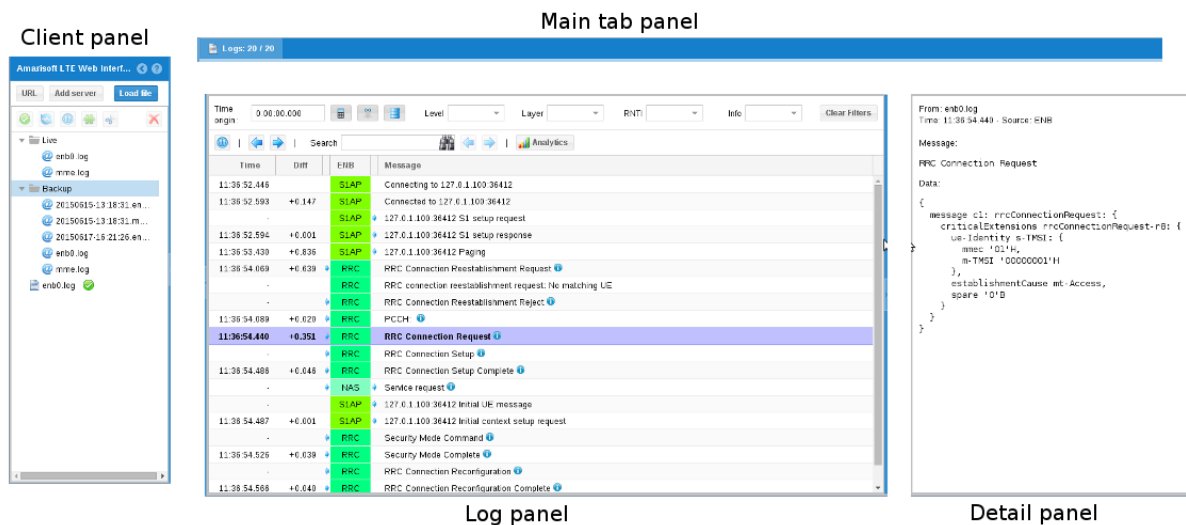 Main tab panel
Client panel
Logs: 20 / 20
Amarisoft LTE Web Interf...
URL Add server Load file
Live
enb0.log
mme.log
Backup
20150615-13:18:31.en...
20150615-13:18:31.m...
20150617-16:21:26.en...
enb0.log
mme.log
enb0.log
Time origin: 0:00:00.000 Level Layer RNTI Info Clear Filters
Search Analytics
Time Diff ENB Message
11:36:52.446 S1AP Connecting to 127.0.1.100:36412
11:36:52.593 +0.147 S1AP Connected to 127.0.1.100:36412
- S1AP 127.0.1.100:36412 S1 setup request
11:36:52.594 +0.001 S1AP 127.0.1.100:36412 S1 setup response
11:36:53.430 +0.836 S1AP 127.0.1.100:36412 Paging
11:36:54.069 +0.639 RRC RRC Connection Reestablishment Request
- RRC RRC connection reestablishment request: No matching UE
- RRC RRC Connection Reestablishment Reject
11:36:54.089 +0.020 RRC PCCH
11:36:54.440 +0.351 RRC RRC Connection Request
- RRC RRC Connection Setup
11:36:54.486 +0.046 RRC RRC Connection Setup Complete
- NAS Service request
- S1AP 127.0.1.100:36412 Initial UE message
11:36:54.487 +0.001 S1AP 127.0.1.100:36412 Initial context setup request
- RRC Security Mode Command
11:36:54.526 +0.039 RRC Security Mode Complete
- RRC RRC Connection Reconfiguration
11:36:54.566 +0.040 RRC RRC Connection Reconfiguration Complete
From: enb0.log
Time: 11:36:54.440 - Source: ENB
Message:
RRC Connection Request
Data:
{
message c1: rrcConnectionRequest: {
criticalExtensions rrcConnectionRequest-r8: {
ue-Identity s-TMSI: {
mmec '01'H,
m-TMSI '00000001'H
},
establishmentCause mt-Access,
spare '0'B
}
}
}
Log panel
Detail panel